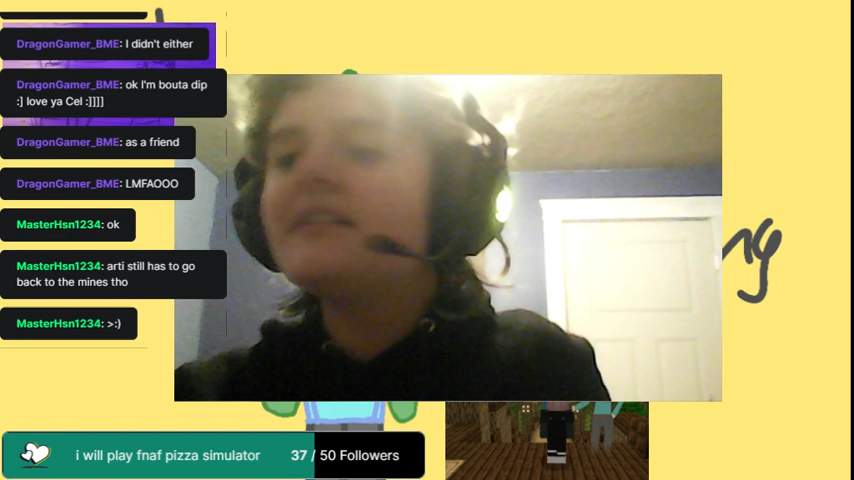 DragonGamer_BME: I didn't either
DragonGamer_BME: ok I'm bouta dip
:] love ya Cel :]]]]
DragonGamer_BME: as a friend
DragonGamer_BME: LMFAOOO
MasterHsn1234: ok
MasterHsn1234: arti still has to go
back to the mines tho
MasterHsn1234: >:)
i will play fnaf pizza simulator 37 / 50 Followers